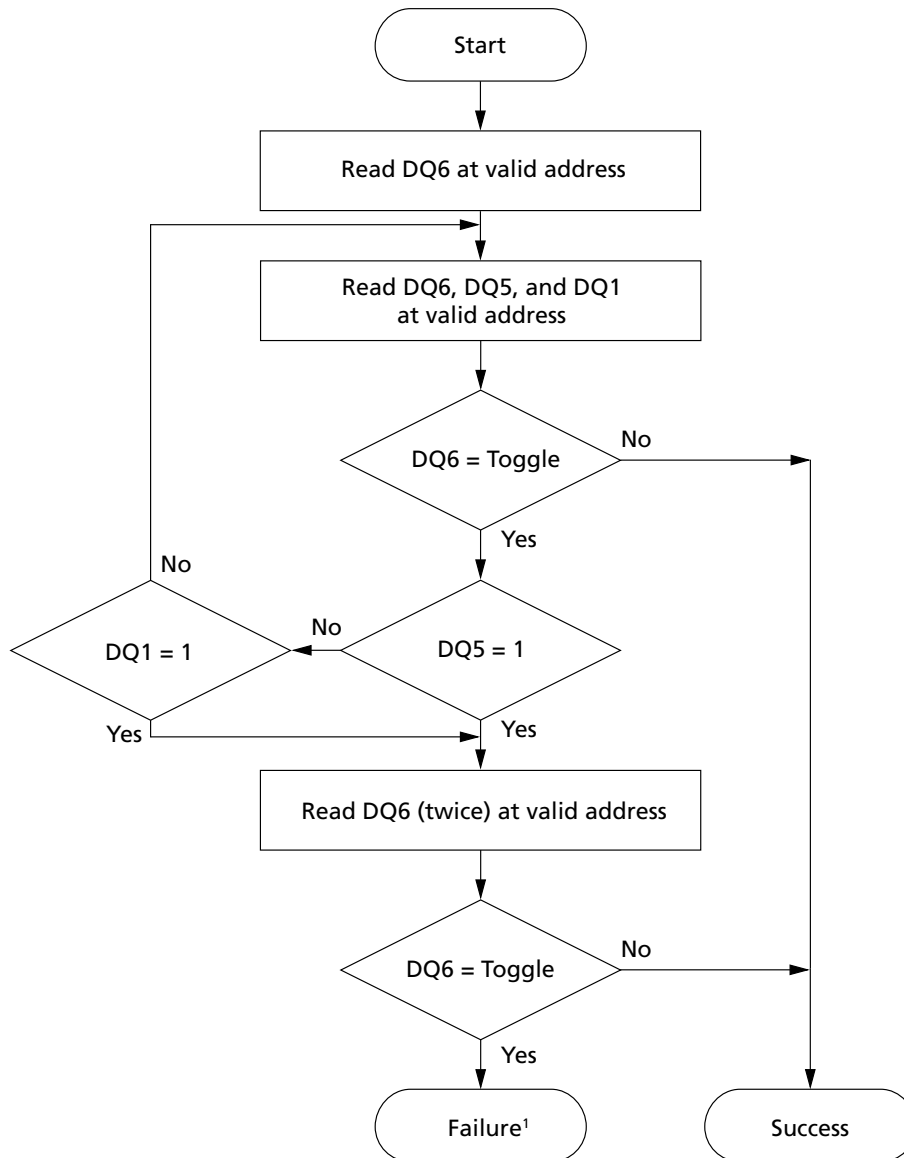 Start
Read DQ6 at valid address
Read DQ6, DQ5, and DQ1
at valid address
DQ6 = Toggle
No
Yes
No
DQ1 = 1
No
DQ5 = 1
Yes
Yes
Read DQ6 (twice) at valid address
DQ6 = Toggle
No
Yes
Failure¹
Success